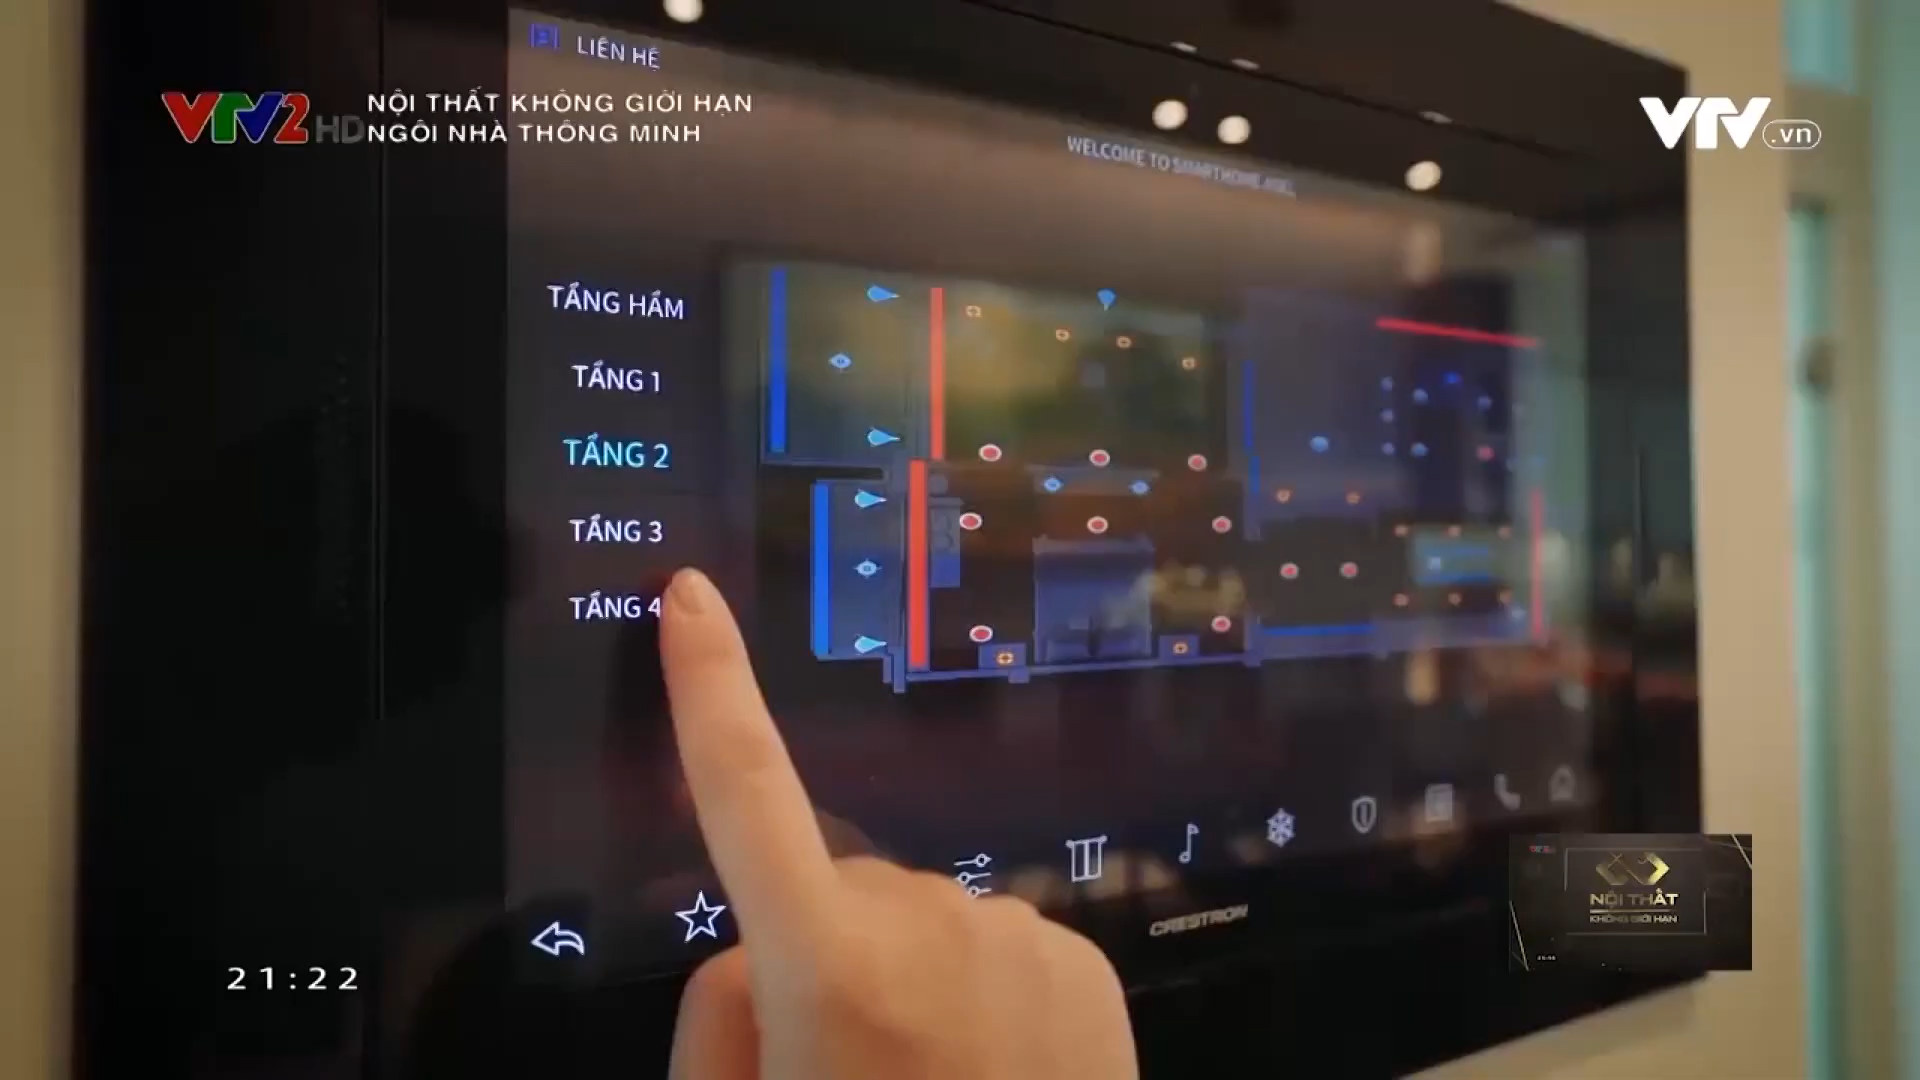 LIÊN HỆ
VTV2 HD
NỘI THẤT KHÔNG GIỚI HẠN
NGÔI NHÀ THÔNG MINH
VTV.vn
WELCOME TO SMARTHOME
TẦNG HẦM
TẦNG 1
TẦNG 2
TẦNG 3
TẦNG 4
CRESTRON
NỘI THẤT
KHÔNG GIỚI HẠN
21:22